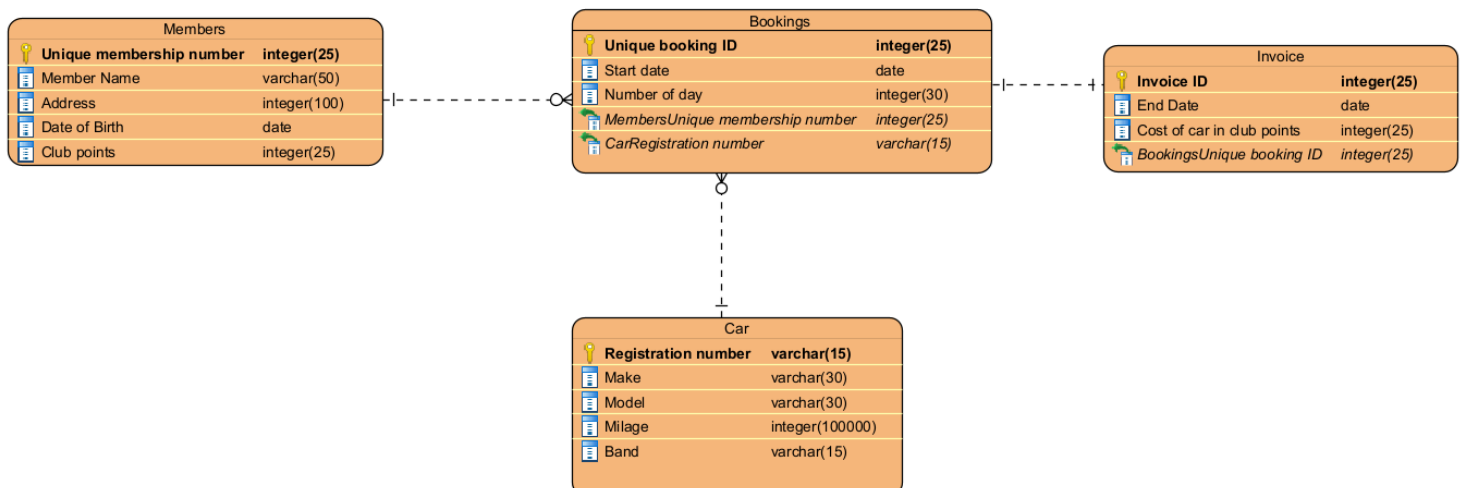 Members
Unique membership number integer(25)
Member Name varchar(50)
Address integer(100)
Date of Birth date
Club points integer(25)
Bookings
Unique booking ID integer(25)
Start date date
Number of day integer(30)
MembersUnique membership number integer(25)
CarRegistration number varchar(15)
Invoice
Invoice ID integer(25)
End Date date
Cost of car in club points integer(25)
BookingsUnique booking ID integer(25)
Car
Registration number varchar(15)
Make varchar(30)
Model varchar(30)
Milage integer(100000)
Band varchar(15)